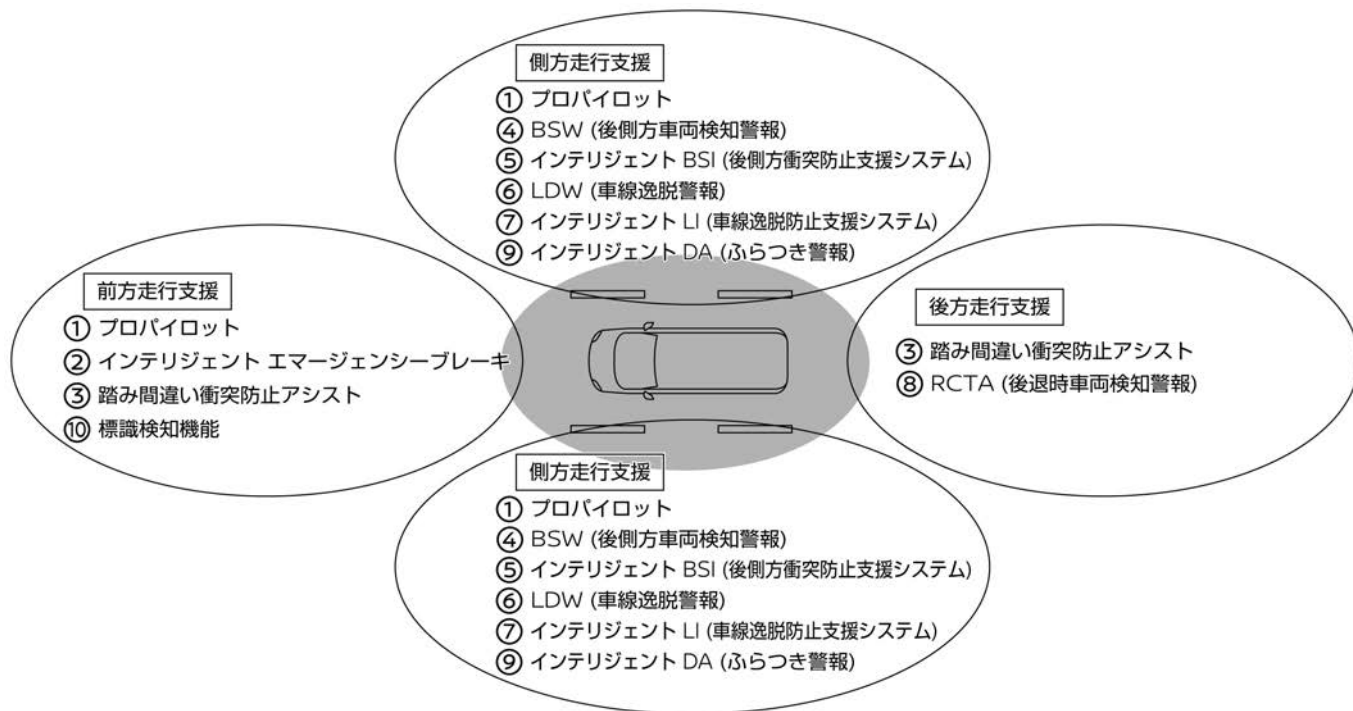 側方走行支援
① プロパイロット
④ BSW (後側方車両検知警報)
⑤ インテリジェント BSI (後側方衝突防止支援システム)
⑥ LDW (車線逸脱警報)
⑦ インテリジェント LI (車線逸脱防止支援システム)
⑨ インテリジェント DA (ふらつき警報)
前方走行支援
① プロパイロット
② インテリジェント エマージェンシーブレーキ
③ 踏み間違い衝突防止アシスト
⑩ 標識検知機能
後方走行支援
③ 踏み間違い衝突防止アシスト
⑧ RCTA (後退時車両検知警報)
側方走行支援
① プロパイロット
④ BSW (後側方車両検知警報)
⑤ インテリジェント BSI (後側方衝突防止支援システム)
⑥ LDW (車線逸脱警報)
⑦ インテリジェント LI (車線逸脱防止支援システム)
⑨ インテリジェント DA (ふらつき警報)